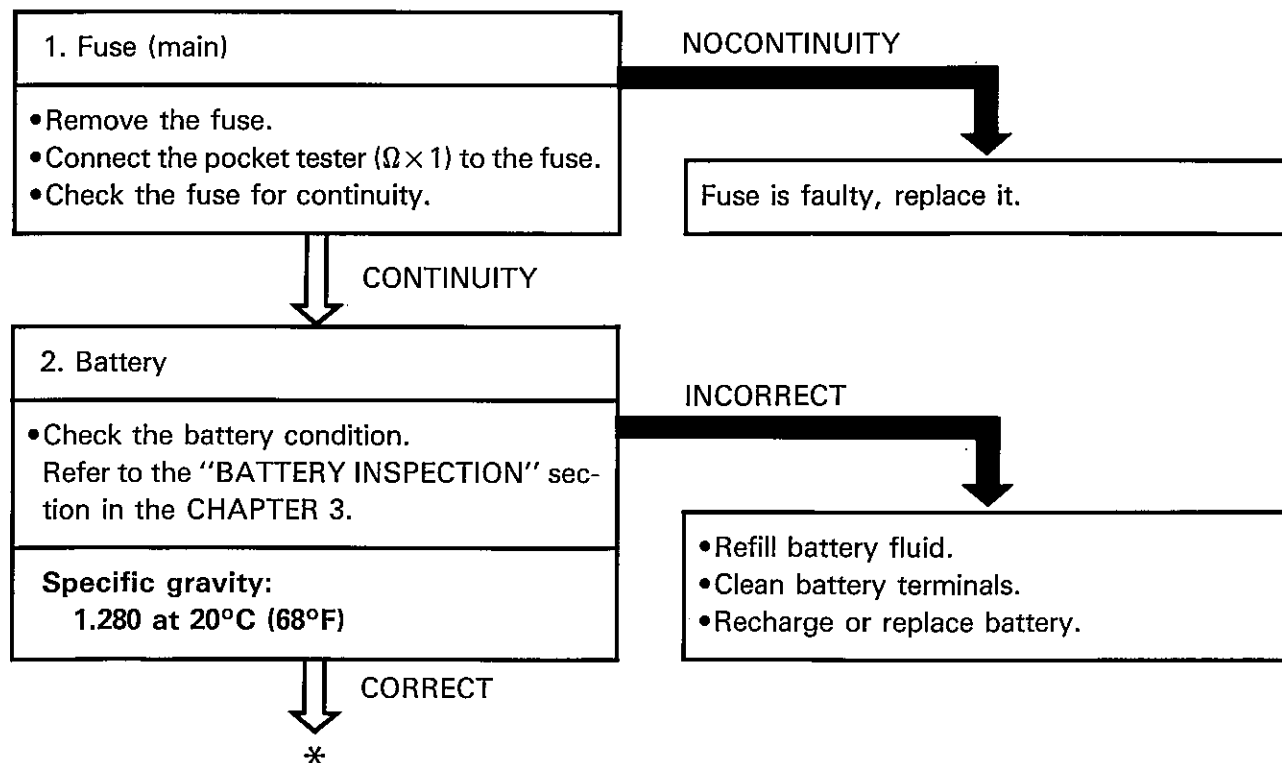 1. Fuse (main)
NOCONTINUITY
•Remove the fuse.
•Connect the pocket tester (Ω×1) to the fuse.
•Check the fuse for continuity.
Fuse is faulty, replace it.
CONTINUITY
2. Battery
INCORRECT
•Check the battery condition.
Refer to the "BATTERY INSPECTION" sec-
tion in the CHAPTER 3.
Specific gravity:
1.280 at 20°C (68°F)
•Refill battery fluid.
•Clean battery terminals.
•Recharge or replace battery.
CORRECT
*